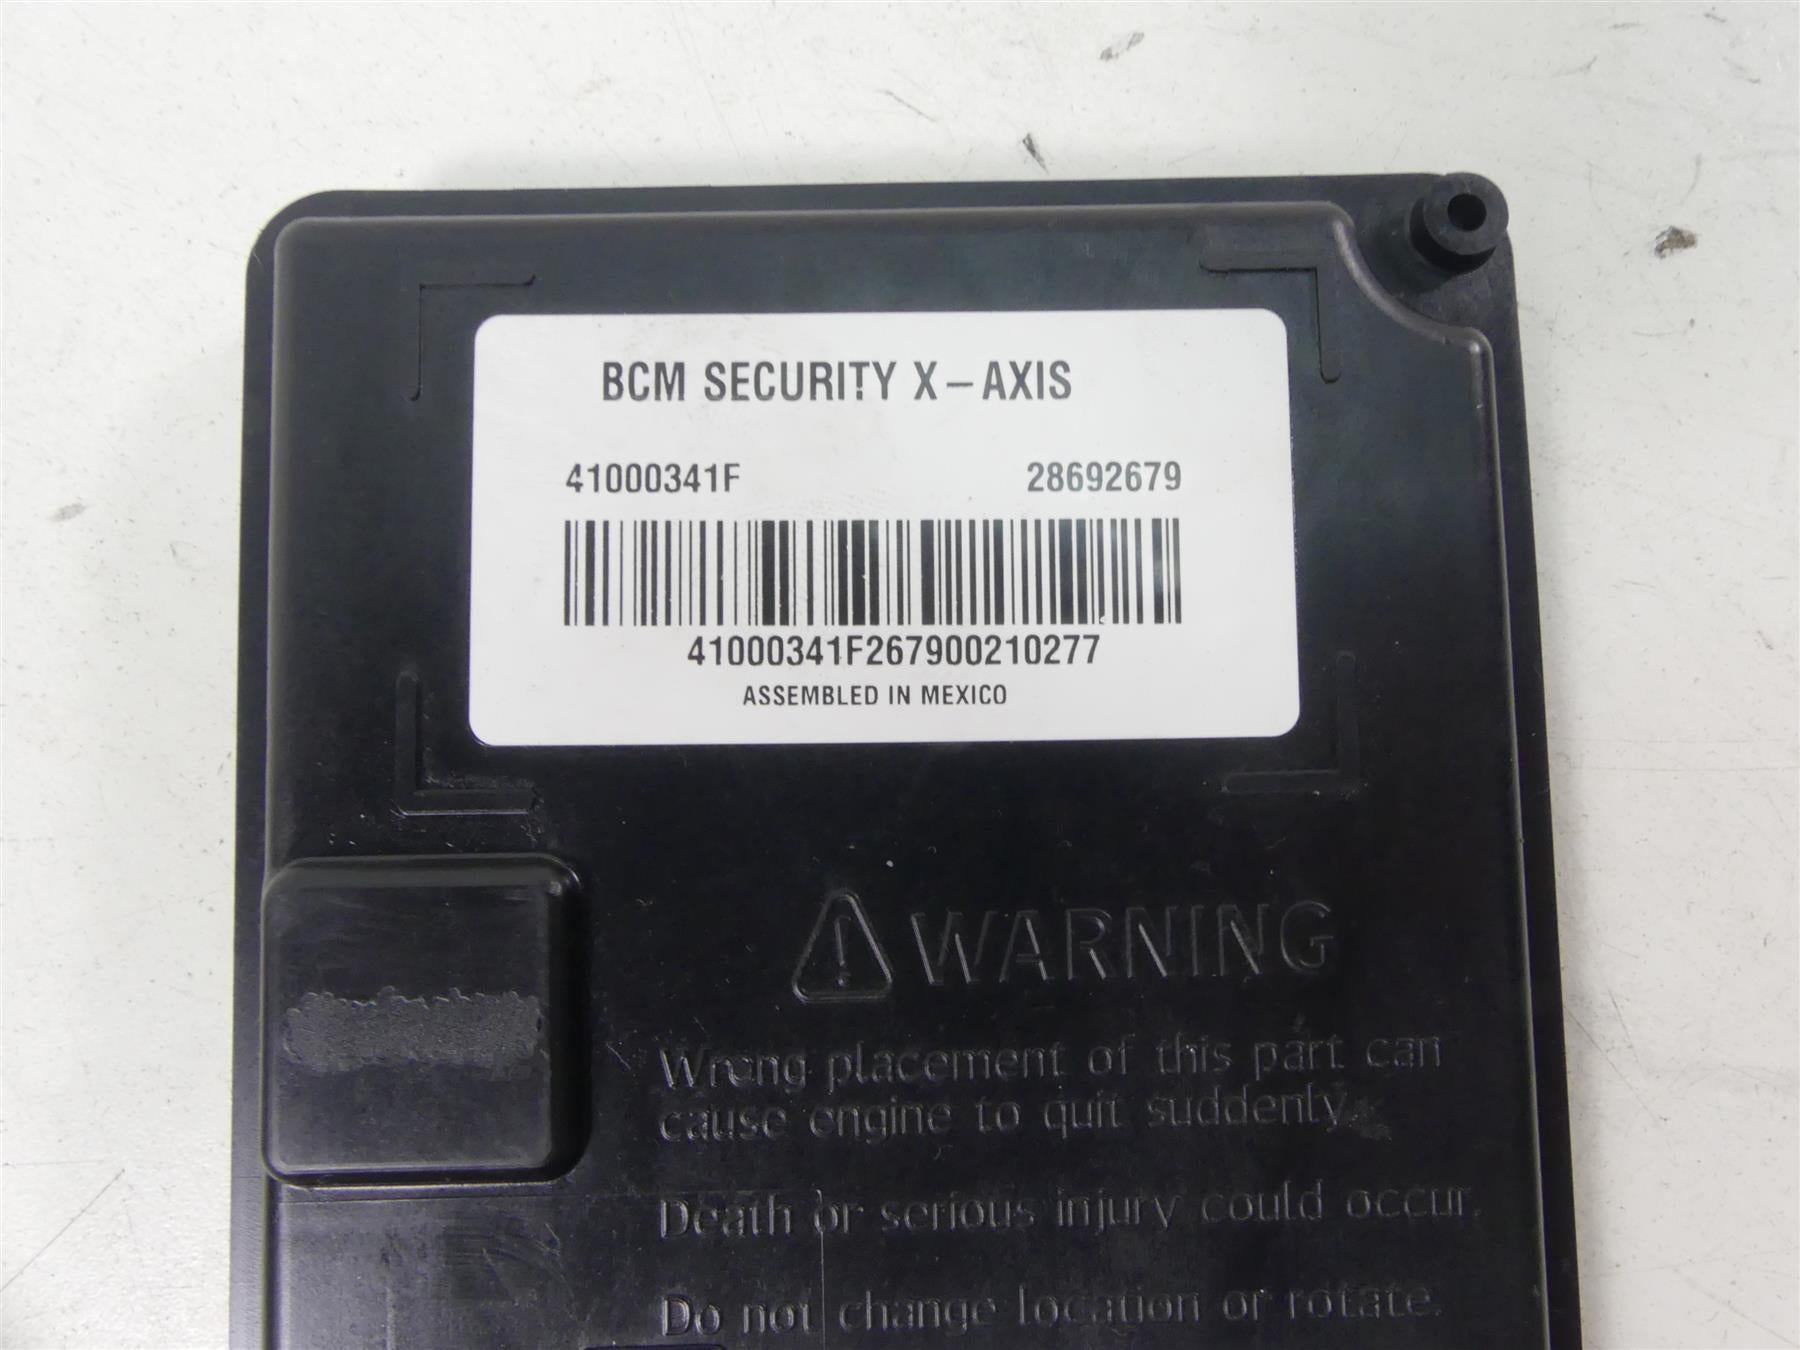 BCM SECURITY X-AXIS
41000341F 28692679
41000341F267900210277
ASSEMBLED IN MEXICO
WARNING
Wrong placement of this part can
cause engine to quit suddenly.
Death or serious injury could occur.
Do not change location or rotate.